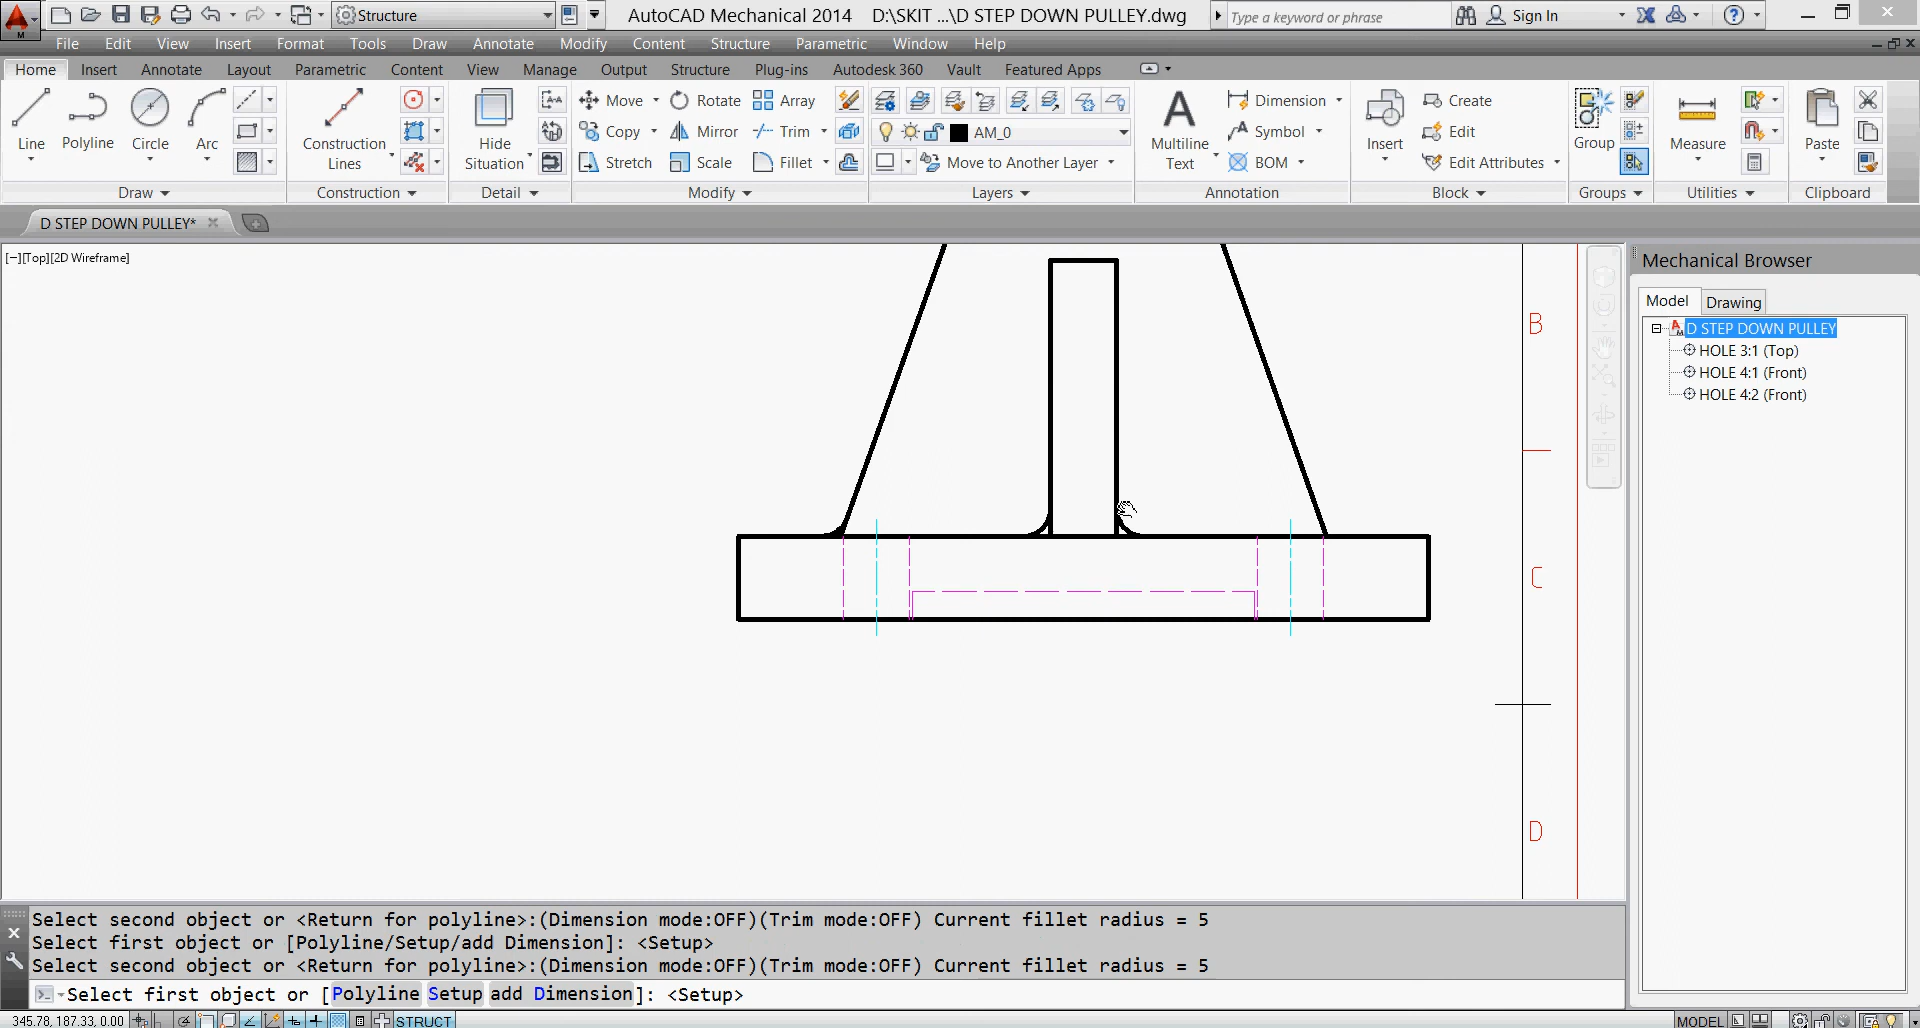 Structure
AutoCAD Mechanical 2014 D:\SKIT ...\D STEP DOWN PULLEY.dwg
Type a keyword or phrase
Sign In
File Edit View Insert Format Tools Draw Annotate Modify Content Structure Parametric Window Help
Home Insert Annotate Layout Parametric Content View Manage Output Structure Plug-ins Autodesk 360 Vault Featured Apps
Line
Polyline
Circle
Arc
Draw
Construction
Lines
Construction
Hide
Situation
Detail
Move Rotate Array
Copy Mirror Trim
Stretch Scale Fillet
Modify
AM_0
Move to Another Layer
Layers
Multiline
Text
Dimension
Symbol
BOM
Annotation
Insert
Create
Edit
Edit Attributes
Block
Group
Groups
Measure
Utilities
Paste
Clipboard
D STEP DOWN PULLEY*
[−][Top][2D Wireframe]
B
C
D
Mechanical Browser
Model Drawing
D STEP DOWN PULLEY
HOLE 3:1 (Top)
HOLE 4:1 (Front)
HOLE 4:2 (Front)
Select second object or <Return for polyline>:(Dimension mode:OFF)(Trim mode:OFF) Current fillet radius = 5
Select first object or [Polyline/Setup/add Dimension]: <Setup>
Select second object or <Return for polyline>:(Dimension mode:OFF)(Trim mode:OFF) Current fillet radius = 5
Select first object or [Polyline Setup add Dimension]: <Setup>
345.78, 187.33, 0.00
STRUCT
MODEL